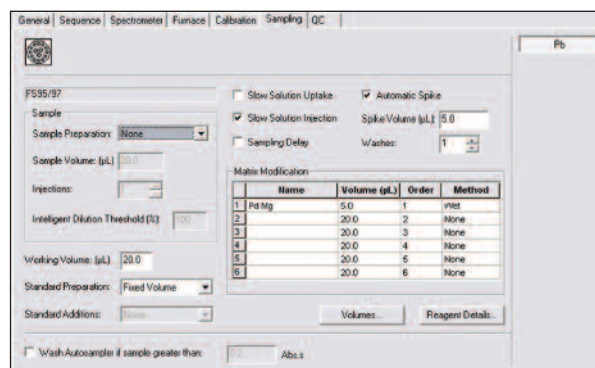 General Sequence Spectrometer Furnace Calibration Sampling QC
Pb
FS95/97
Sample
Sample Preparation: None
Sample Volume: (µL) 20.0
Injections: 1
Intelligent Dilution Threshold (%): 100
Working Volume: (µL) 20.0
Standard Preparation: Fixed Volume
Standard Additions: None
Slow Solution Uptake
Slow Solution Injection
Sampling Delay
Automatic Spike
Spike Volume (µL): 5.0
Washes: 1
Matrix Modification
Name Volume (µL) Order Method
1 Pd Mg 5.0 1 Wet
2 20.0 2 None
3 20.0 3 None
4 20.0 4 None
5 20.0 5 None
6 20.0 6 None
Volumes... Reagent Details...
Wash Autosampler if sample greater than: 0.2 Abs.s